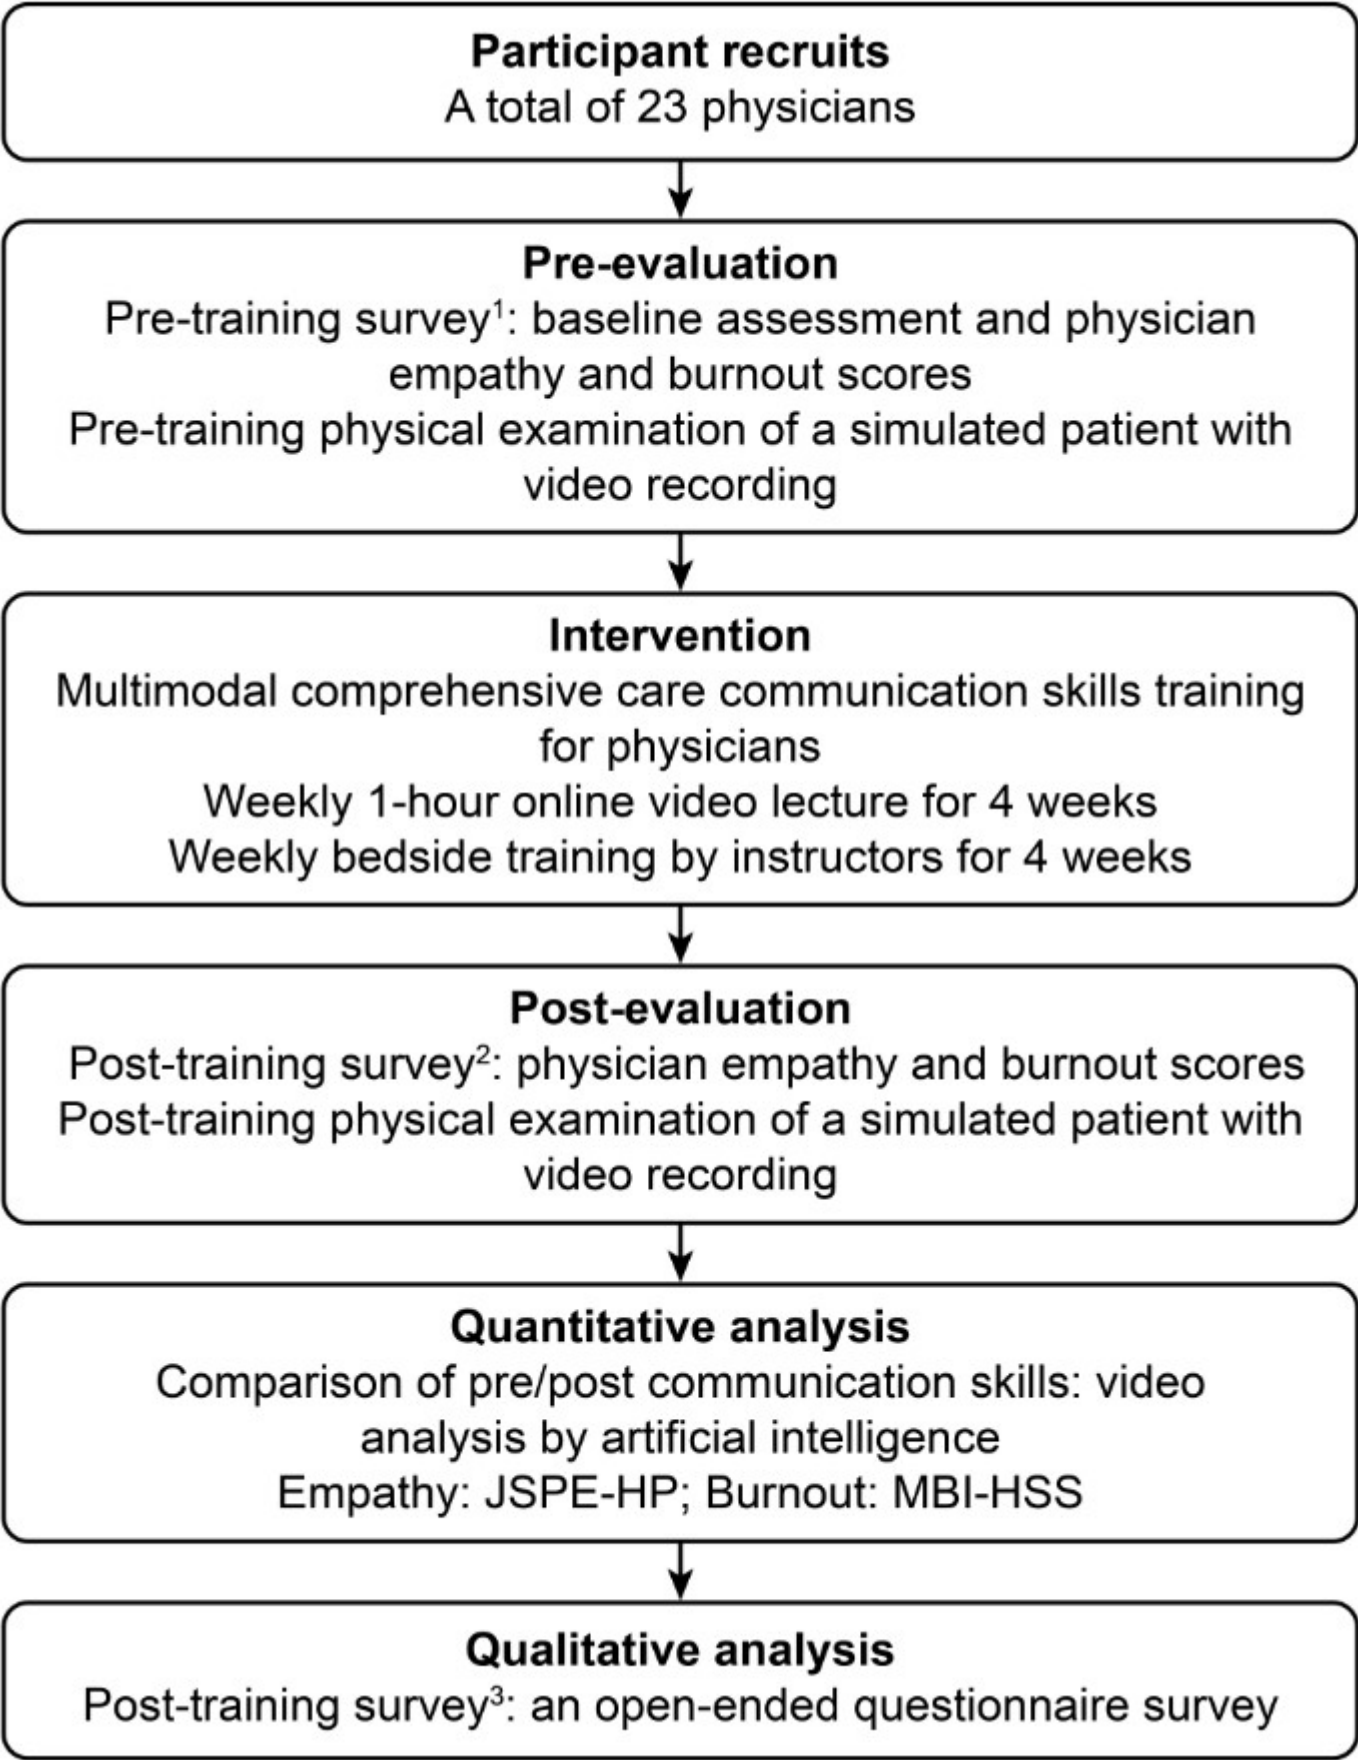 Participant recruits
A total of 23 physicians
Pre-evaluation
Pre-training survey¹: baseline assessment and physician
empathy and burnout scores
Pre-training physical examination of a simulated patient with
video recording
Intervention
Multimodal comprehensive care communication skills training
for physicians
Weekly 1-hour online video lecture for 4 weeks
Weekly bedside training by instructors for 4 weeks
Post-evaluation
Post-training survey²: physician empathy and burnout scores
Post-training physical examination of a simulated patient with
video recording
Quantitative analysis
Comparison of pre/post communication skills: video
analysis by artificial intelligence
Empathy: JSPE-HP; Burnout: MBI-HSS
Qualitative analysis
Post-training survey³: an open-ended questionnaire survey